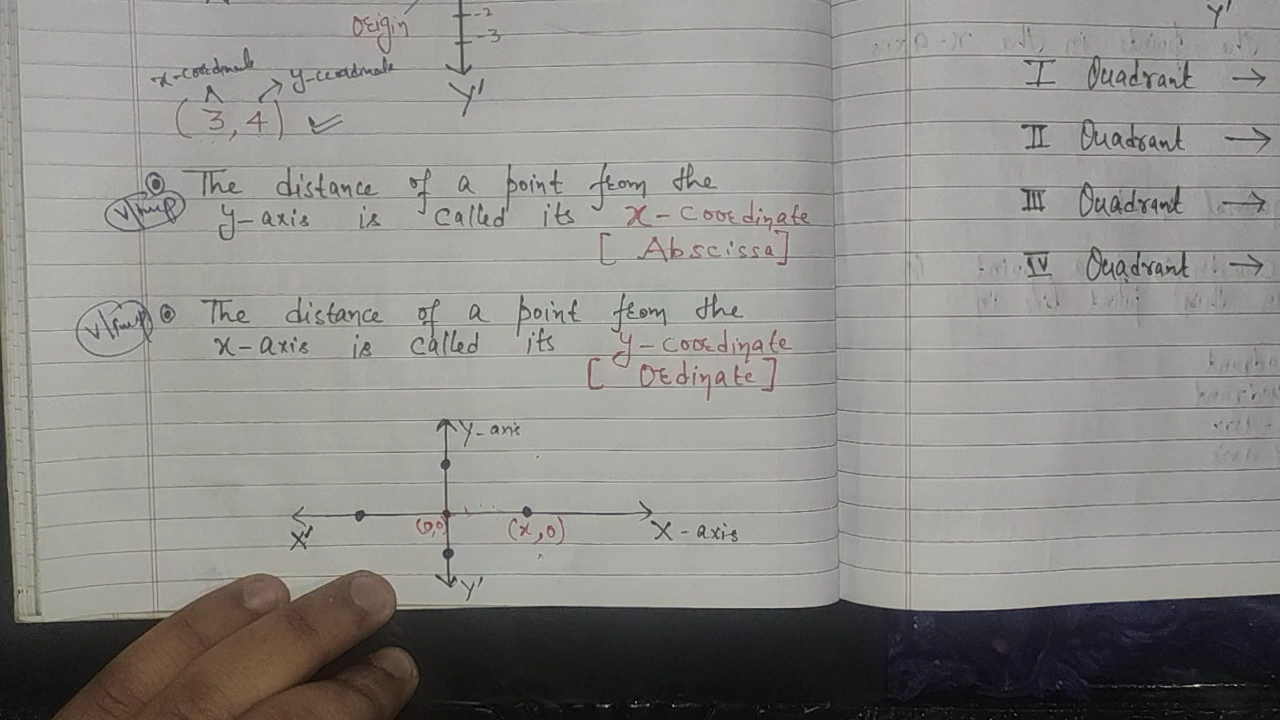 Origin
-2
-3
Y'
x-coordinate
y-coordinate
(3, 4)
V/Imp
The distance of a point from the
y-axis is called its x-coordinate
[Abscissa]
V/Imp
The distance of a point from the
x-axis is called its y-coordinate
[Ordinate]
Y-axis
(0,0)
(x,0)
X'
X-axis
Y'
Y'
I Quadrant →
II Quadrant →
III Quadrant →
IV Quadrant →